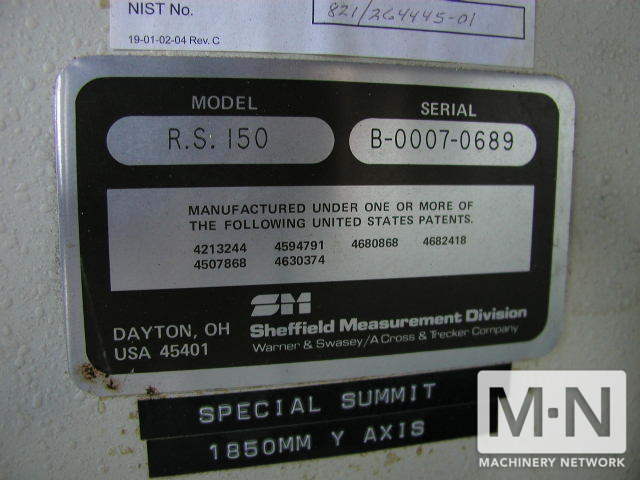 NIST No. 821/264445-01
19-01-02-04 Rev. C
MODEL SERIAL
R.S. 150 B-0007-0689
MANUFACTURED UNDER ONE OR MORE OF
THE FOLLOWING UNITED STATES PATENTS.
4213244 4594791 4680868 4682418
4507868 4630374
SM
DAYTON, OH Sheffield Measurement Division
USA 45401 Warner & Swasey/A Cross & Trecker Company
SPECIAL SUMMIT
1850MM Y AXIS
M·N
MACHINERY NETWORK